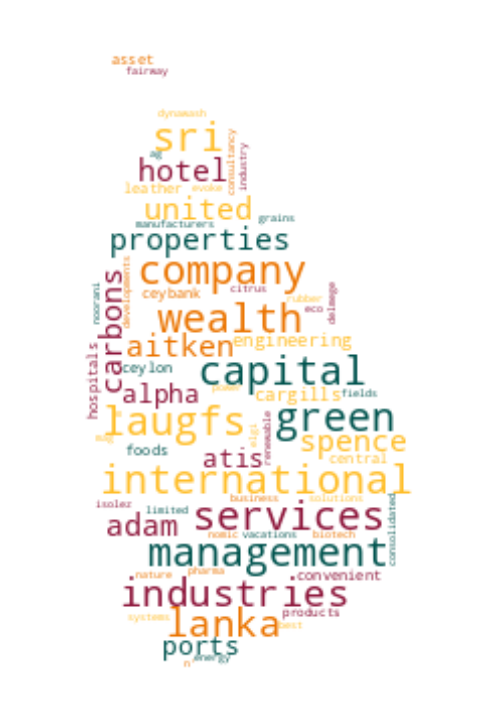 asset
fairway
dynawash
sri
consultancy
industry
hotel
leather
evoke
united
grains
manufacturers
properties
company
developments
carbons
noorani
ceybank
citrus
rubber
eco
delmege
wealth
aitken
engineering
hospitals
ceylon
capital
alpha
power
cargills
fields
laugfs
green
renewable
elgi
spence
foods
atis
central
international
business
solutions
isolez
limited
services
consolidated
adam
nomic
vacations
biotech
management
nature
pharma
convenient
industries
products
systems
lanka
best
ports
energy
n